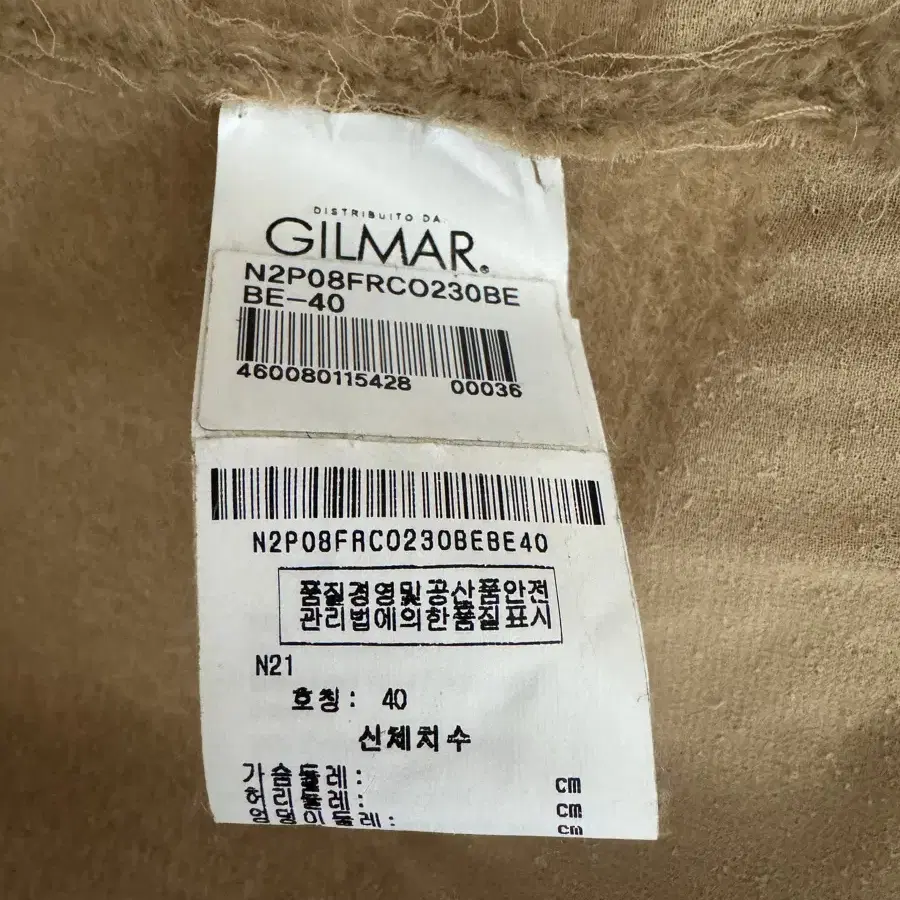 DISTRIBUITO DA:
GILMAR®
N2P08FRCO230BE
BE-40
460080115428 00036
N2P08FRCO230BEBE40
품질경영및공산품안전
관리법에의한품질표시
N21
호칭: 40
신체치수
가슴둘레: cm
허리둘레: cm
엉덩이둘레: cm